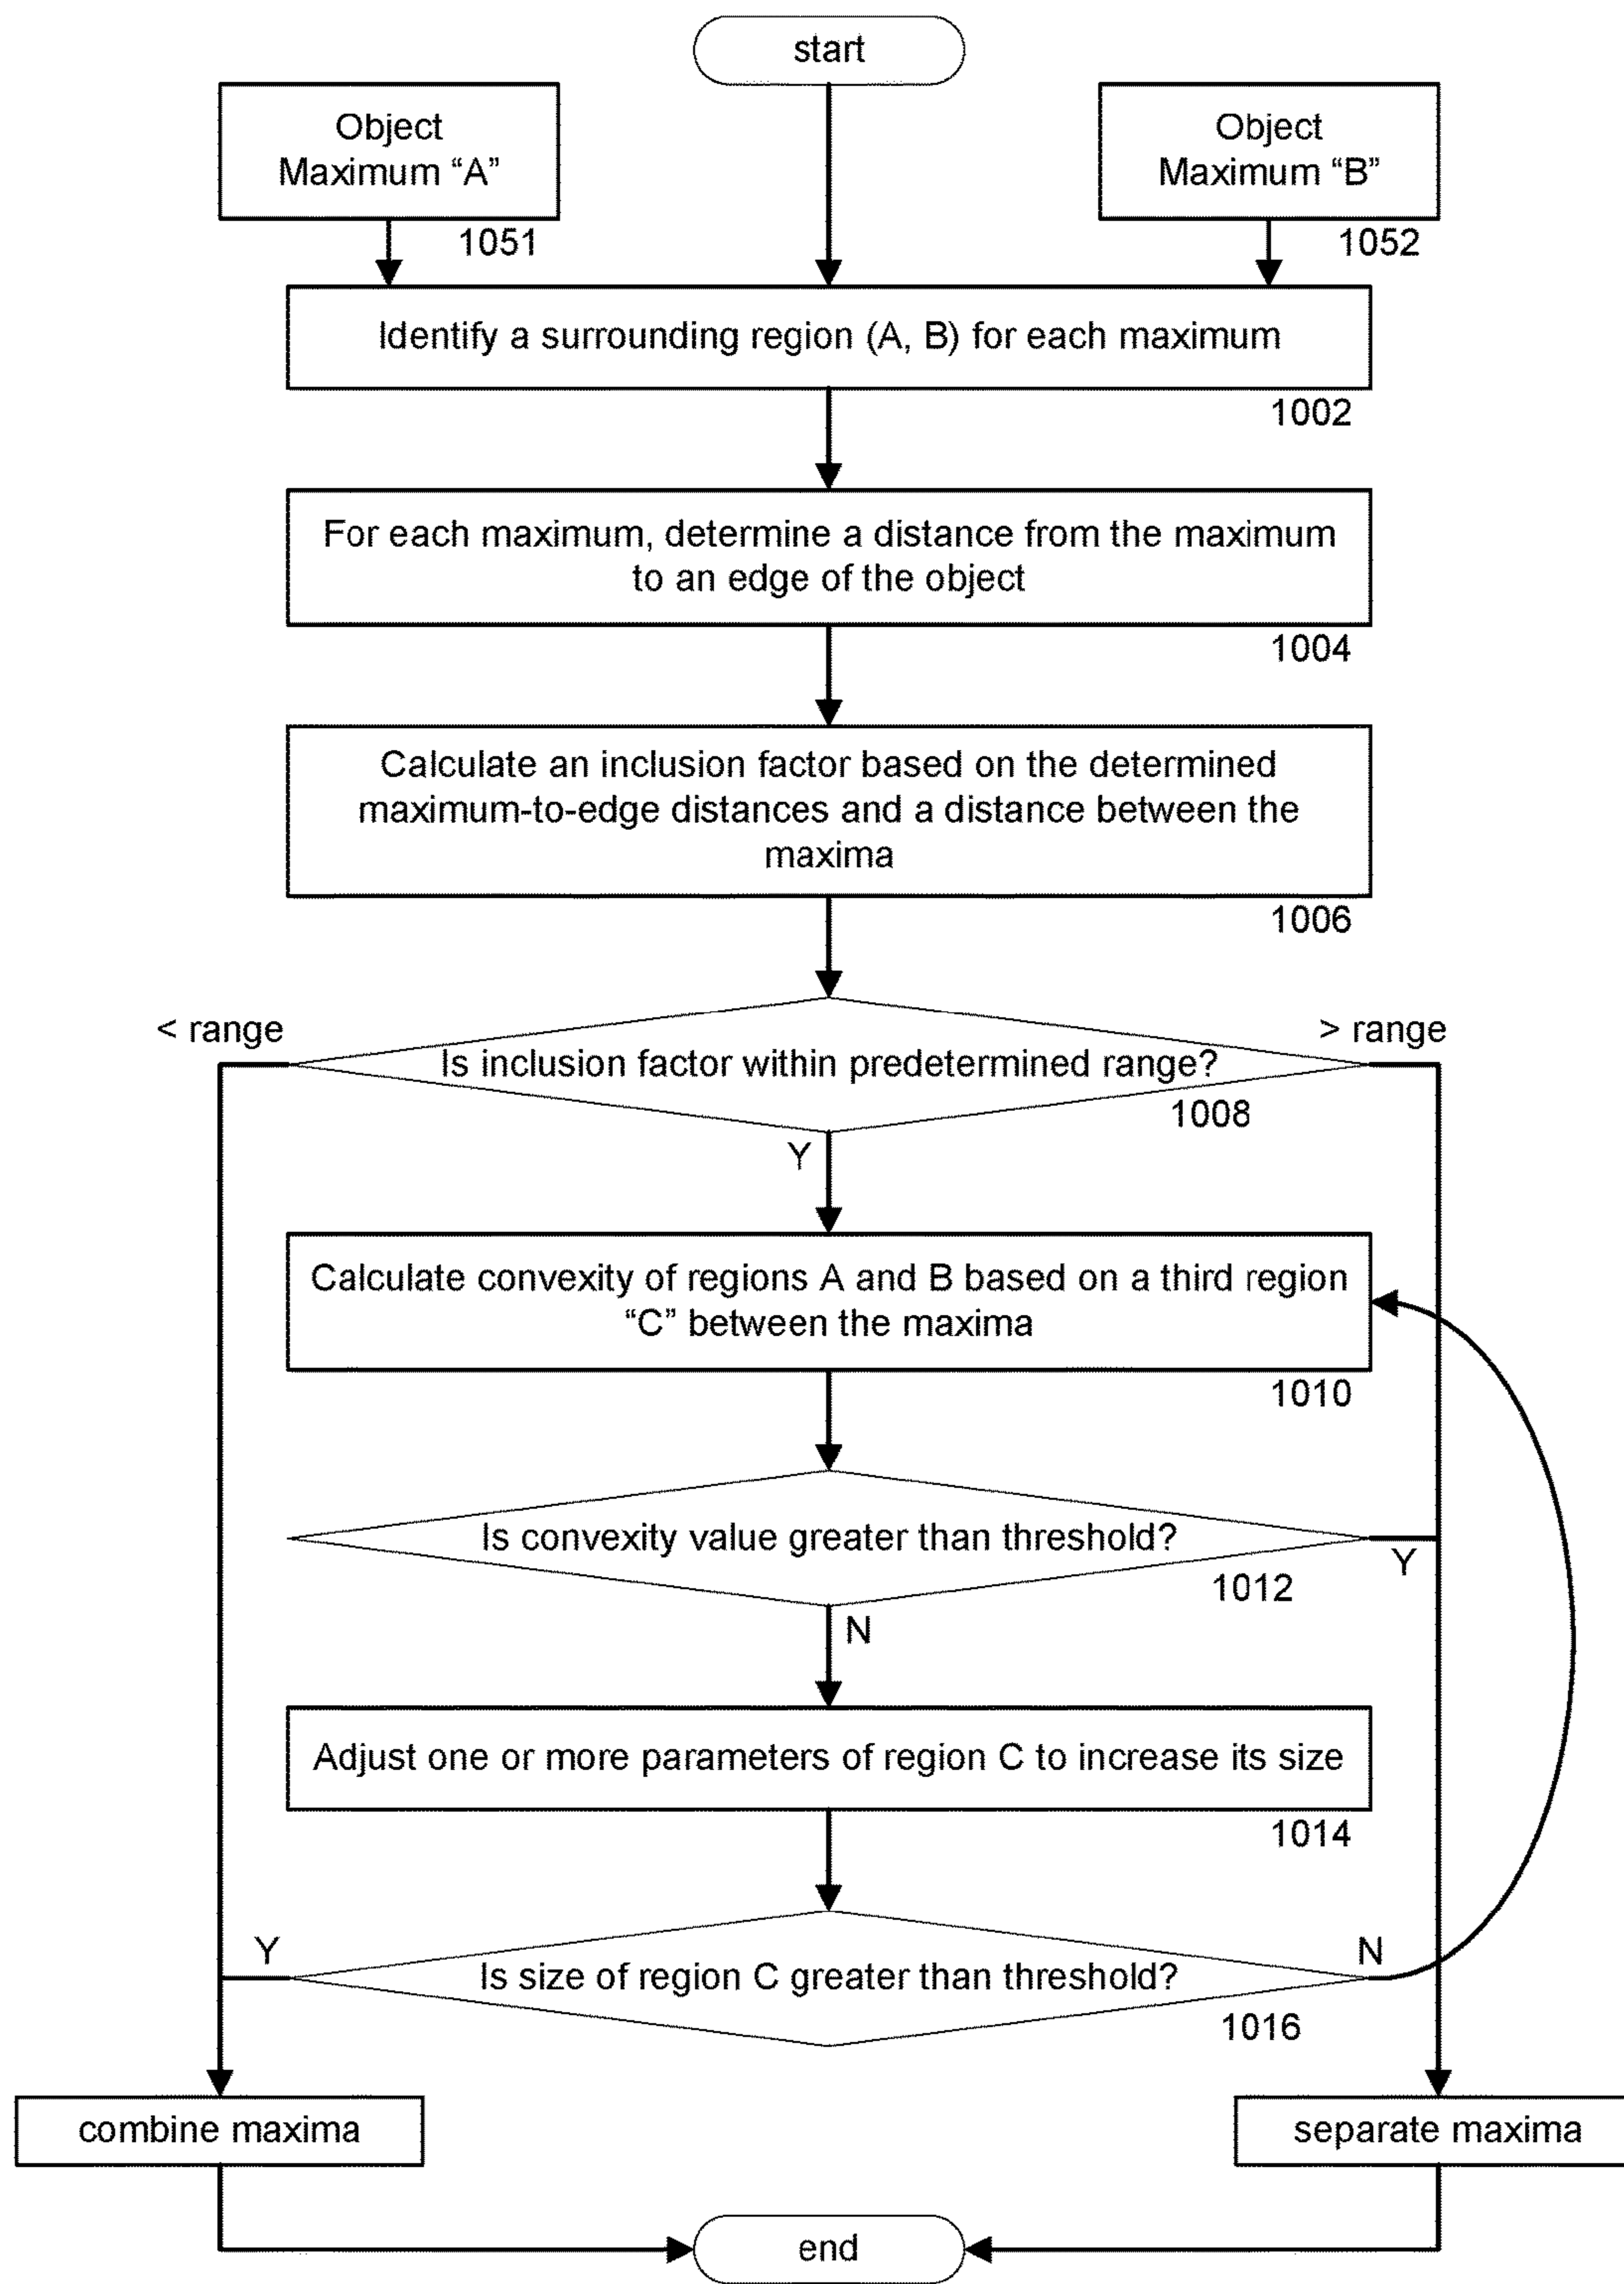 start
Object
Maximum “A”
1051
Object
Maximum “B”
1052
Identify a surrounding region (A, B) for each maximum
1002
For each maximum, determine a distance from the maximum
to an edge of the object
1004
Calculate an inclusion factor based on the determined
maximum-to-edge distances and a distance between the
maxima
1006
< range
> range
Is inclusion factor within predetermined range?
1008
Y
Calculate convexity of regions A and B based on a third region
“C” between the maxima
1010
Is convexity value greater than threshold?
Y
1012
N
Adjust one or more parameters of region C to increase its size
1014
Y
N
Is size of region C greater than threshold?
1016
combine maxima
separate maxima
end